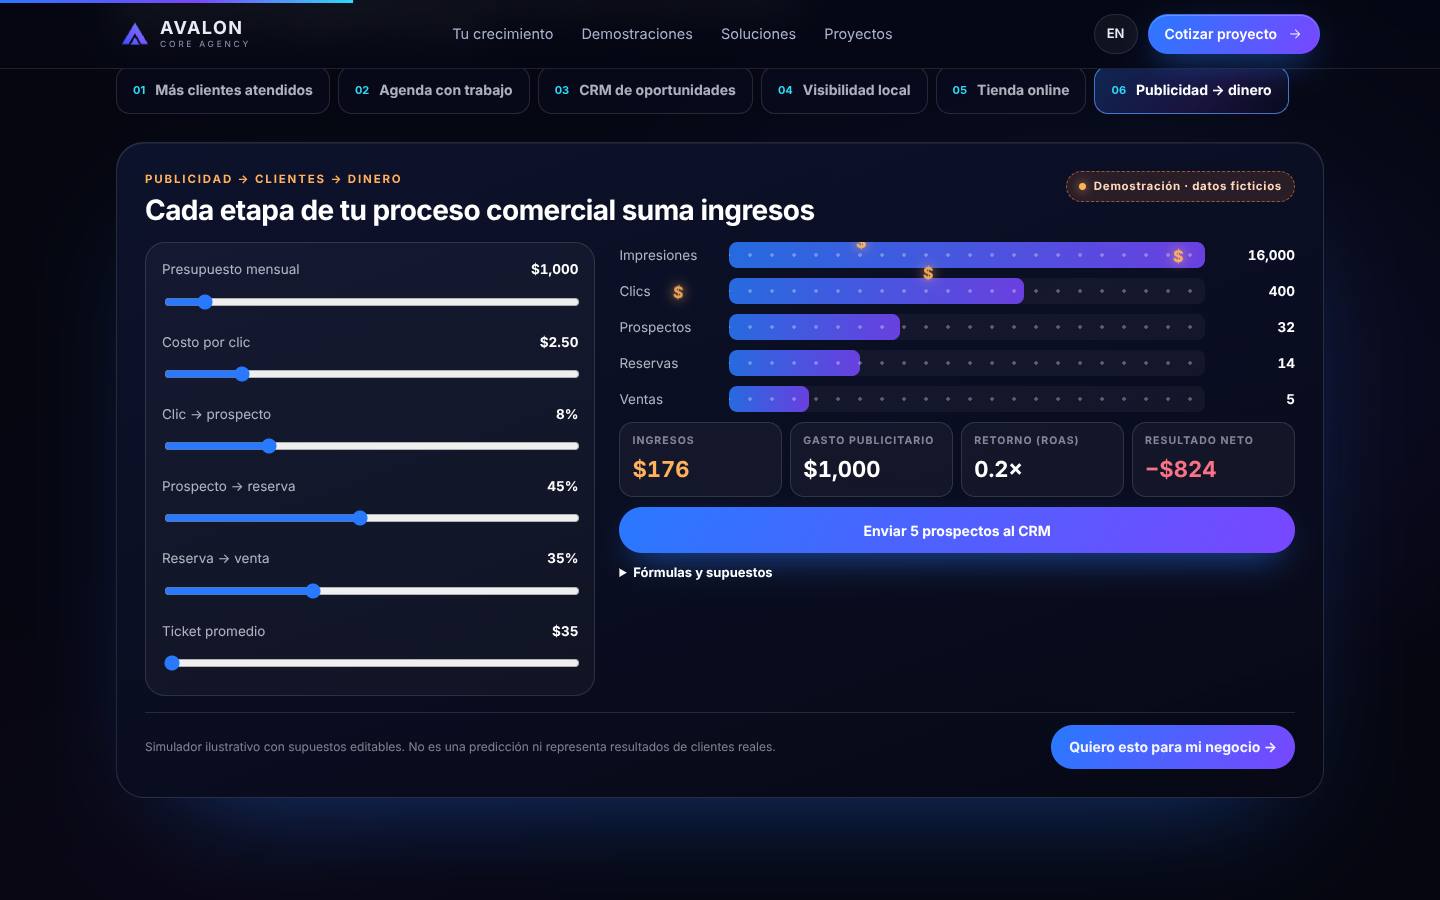 AVALON
CORE AGENCY
Tu crecimiento
Demostraciones
Soluciones
Proyectos
EN
Cotizar proyecto →
01 Más clientes atendidos
02 Agenda con trabajo
03 CRM de oportunidades
04 Visibilidad local
05 Tienda online
06 Publicidad → dinero
PUBLICIDAD → CLIENTES → DINERO
Cada etapa de tu proceso comercial suma ingresos
Demostración · datos ficticios
Presupuesto mensual $1,000
Costo por clic $2.50
Clic → prospecto 8%
Prospecto → reserva 45%
Reserva → venta 35%
Ticket promedio $35
$
$
$
$
Impresiones 16,000
Clics 400
Prospectos 32
Reservas 14
Ventas 5
INGRESOS
$176
GASTO PUBLICITARIO
$1,000
RETORNO (ROAS)
0.2×
RESULTADO NETO
−$824
Enviar 5 prospectos al CRM
▶ Fórmulas y supuestos
Simulador ilustrativo con supuestos editables. No es una predicción ni representa resultados de clientes reales.
Quiero esto para mi negocio →